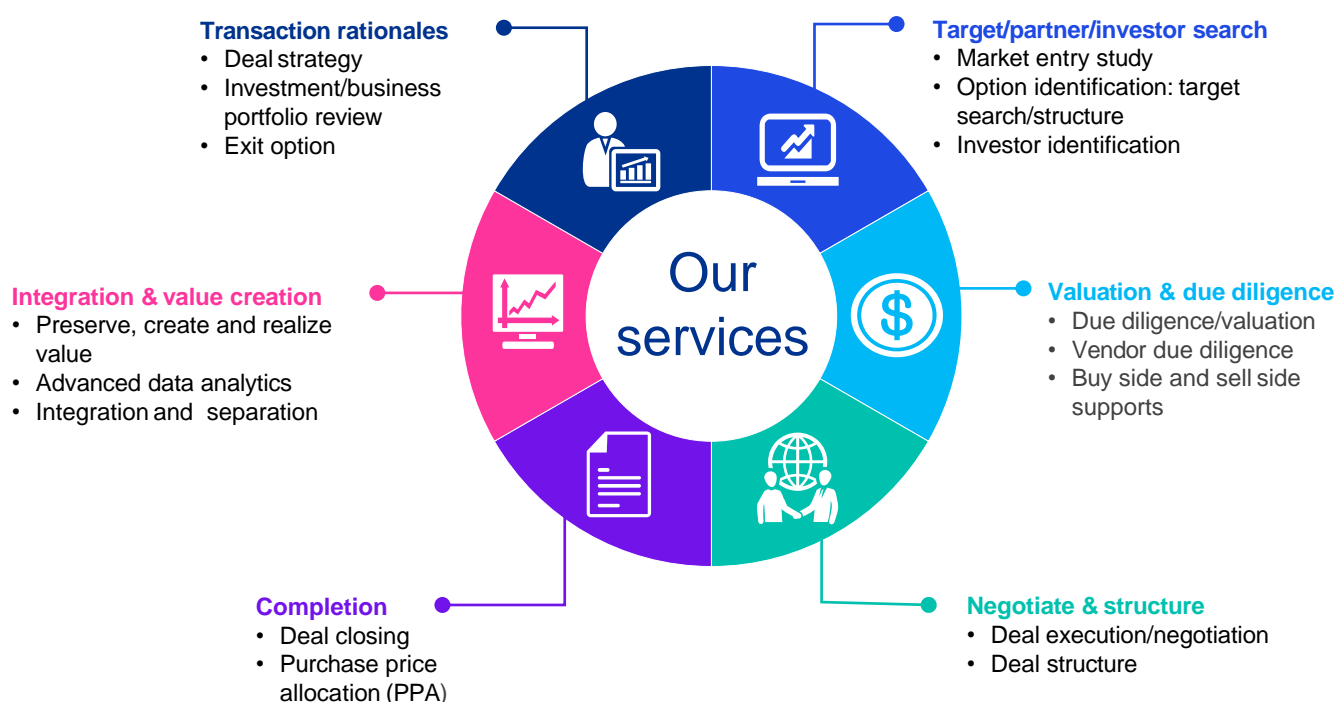 Transaction rationales
• Deal strategy
• Investment/business
portfolio review
• Exit option
Target/partner/investor search
• Market entry study
• Option identification: target
search/structure
• Investor identification
Our
services
$
Integration & value creation
• Preserve, create and realize
value
• Advanced data analytics
• Integration and separation
Valuation & due diligence
• Due diligence/valuation
• Vendor due diligence
• Buy side and sell side
supports
Completion
• Deal closing
• Purchase price
allocation (PPA)
Negotiate & structure
• Deal execution/negotiation
• Deal structure